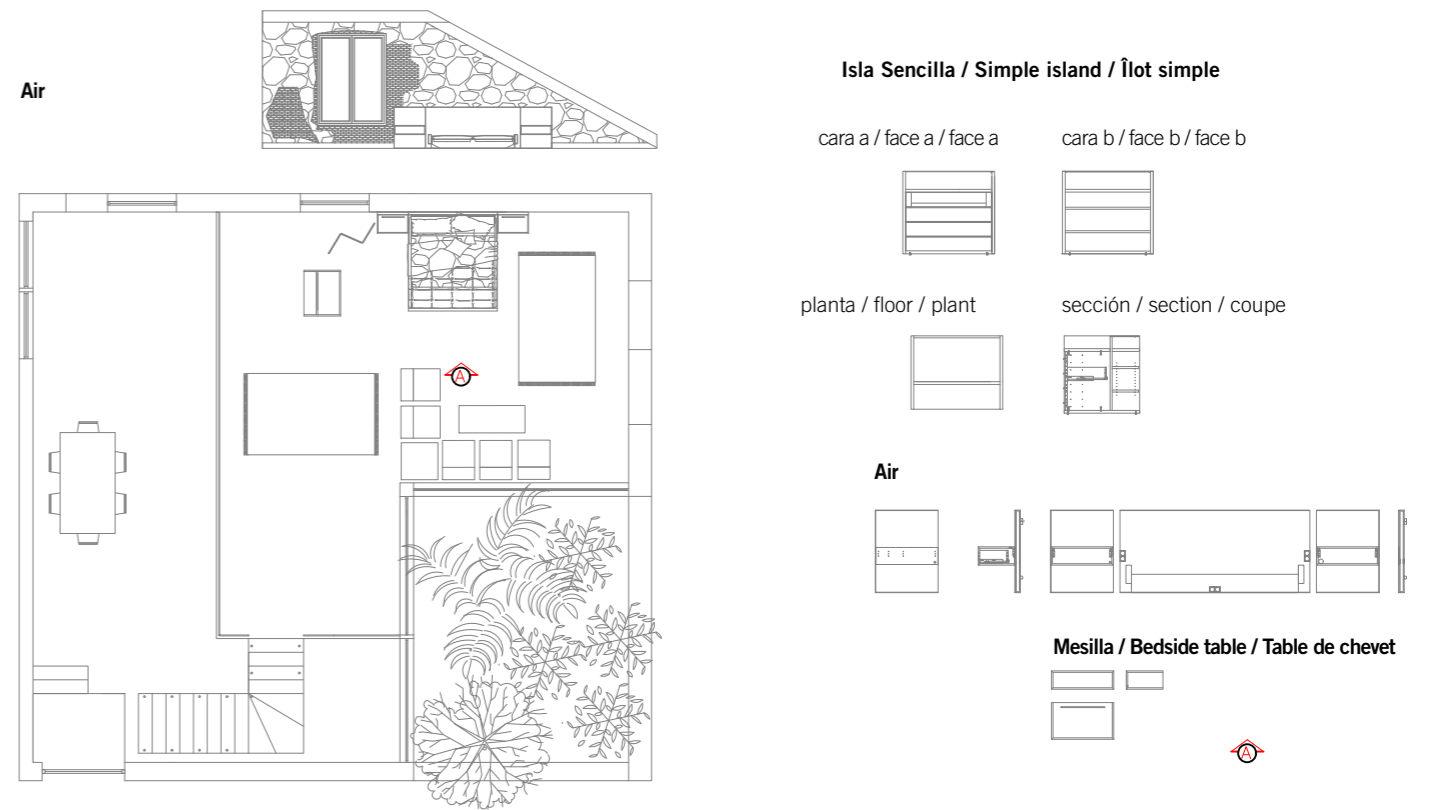 Air
A
Isla Sencilla / Simple island / Îlot simple
cara a / face a / face a
cara b / face b / face b
planta / floor / plant
sección / section / coupe
Air
Mesilla / Bedside table / Table de chevet
A